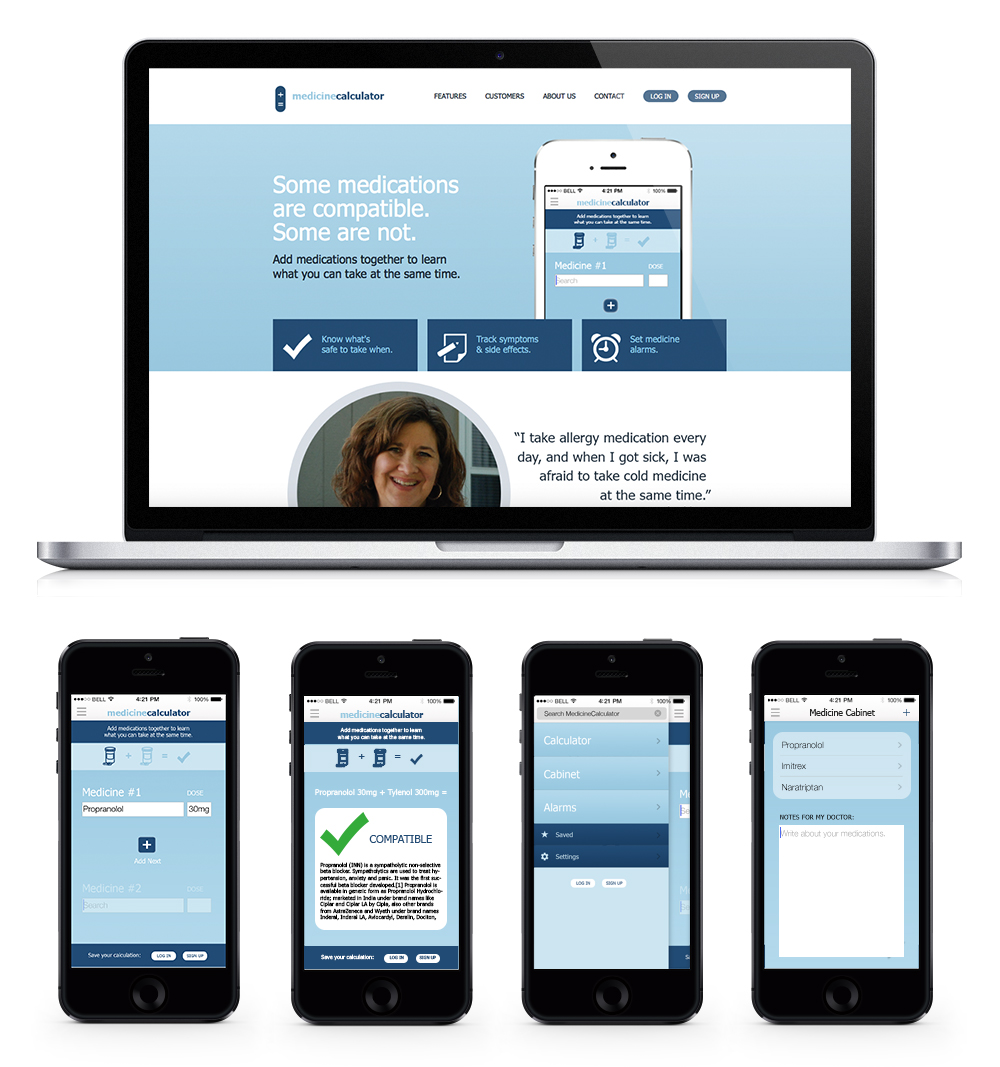 medicinecalculator
FEATURES CUSTOMERS ABOUT US CONTACT LOG IN SIGN UP
Some medications
are compatible.
Some are not.
Add medications together to learn
what you can take at the same time.
BELL 4:21 PM 100%
medicinecalculator
Add medications together to learn
what you can take at the same time.
Medicine #1 DOSE
Search
Know what's
safe to take when.
Track symptoms
& side effects.
Set medicine
alarms.
“I take allergy medication every
day, and when I got sick, I was
afraid to take cold medicine
at the same time.”
BELL 4:21 PM 100%
medicinecalculator
Add medications together to learn
what you can take at the same time.
+ =
Medicine #1 DOSE
Propranolol 30mg
Add Next
Medicine #2 DOSE
Search
Save your calculation: LOG IN SIGN UP
BELL 4:21 PM 100%
medicinecalculator
Add medications together to learn
what you can take at the same time.
+ =
Propranolol 30mg + Tylenol 300mg =
COMPATIBLE
Propranolol (INN) is a sympatholytic non-selective
beta blocker. Sympatholytics are used to treat hy-
pertension, anxiety and panic. It was the first suc-
cessful beta blocker developed.[1] Propranolol is
available in generic form as Propranolol Hydrochlo-
ride; marketed in India under brand names like
Ciplar and Ciplar LA by Cipla, also other brands
from AstraZeneca and Wyeth under brand names
Inderal, Inderal LA, Avlocardyl, Deralin, Dociton,
Save your calculation: LOG IN SIGN UP
BELL 4:21 PM 100%
Search MedicineCalculator
Calculator
Cabinet
Alarms
Saved
Settings
LOG IN SIGN UP
BELL 4:21 PM 100%
Medicine Cabinet +
Propranolol
Imitrex
Naratriptan
NOTES FOR MY DOCTOR:
Write about your medications.